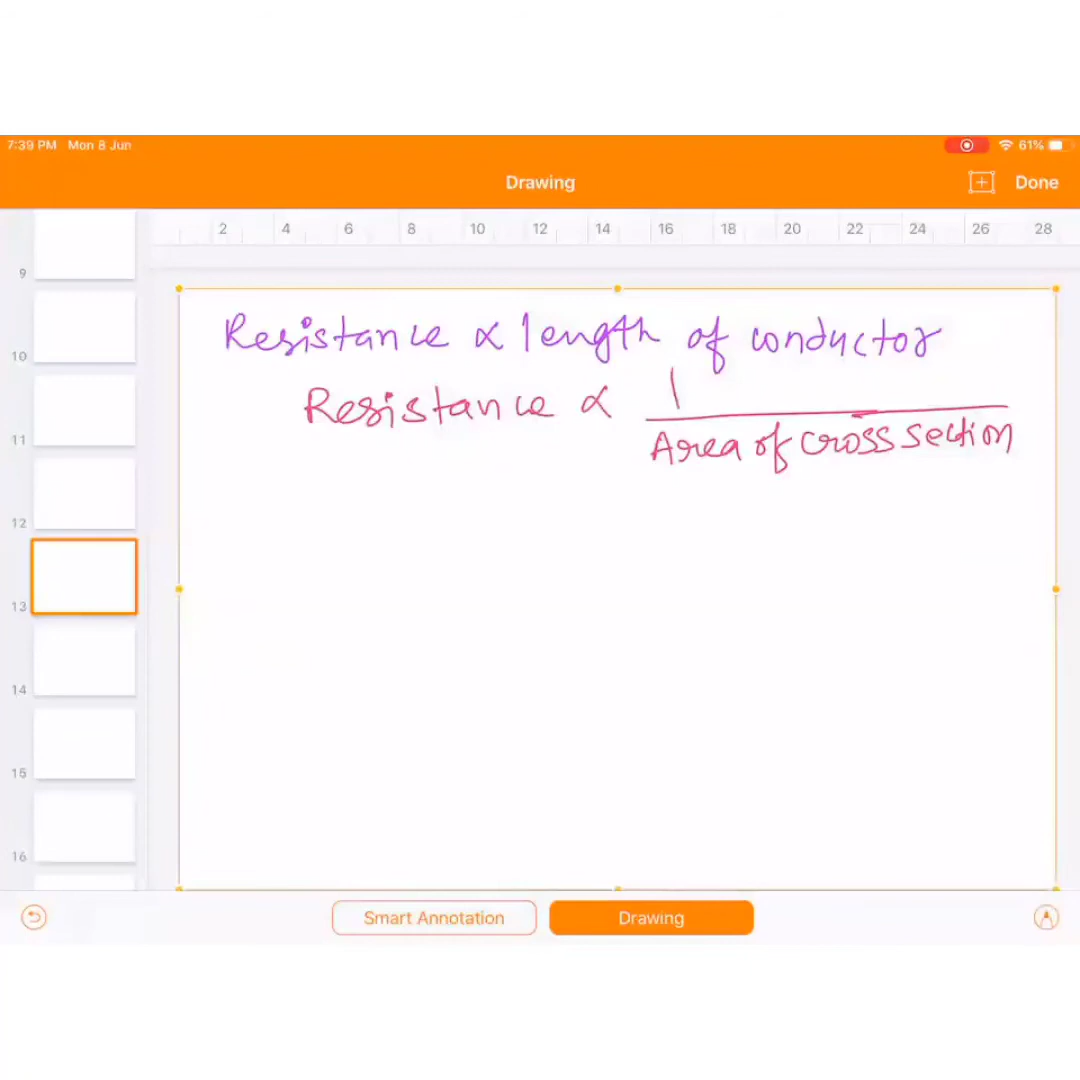 7:39 PM Mon 8 Jun 61%
Drawing Done
2 4 6 8 10 12 14 16 18 20 22 24 26 28
9
10
11
12
13
14
15
16
Resistance ∝ length of conductor
Resistance ∝ 1
Area of cross section
Smart Annotation Drawing